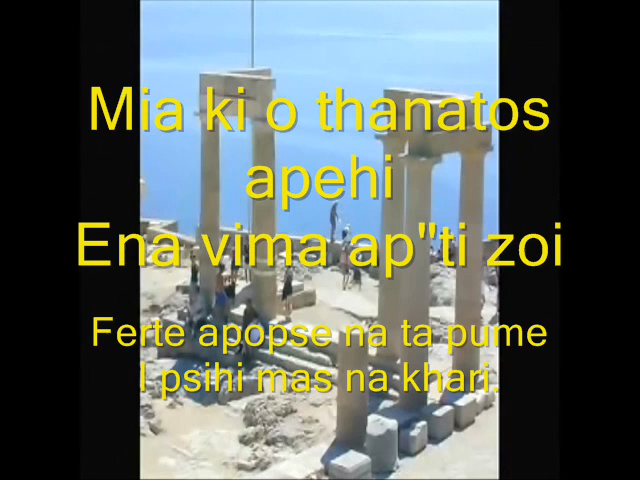 Mia ki o thanatos
apehi
Ena vima ap"ti zoi
Ferte apopse na ta pume
I psihi mas na khari.